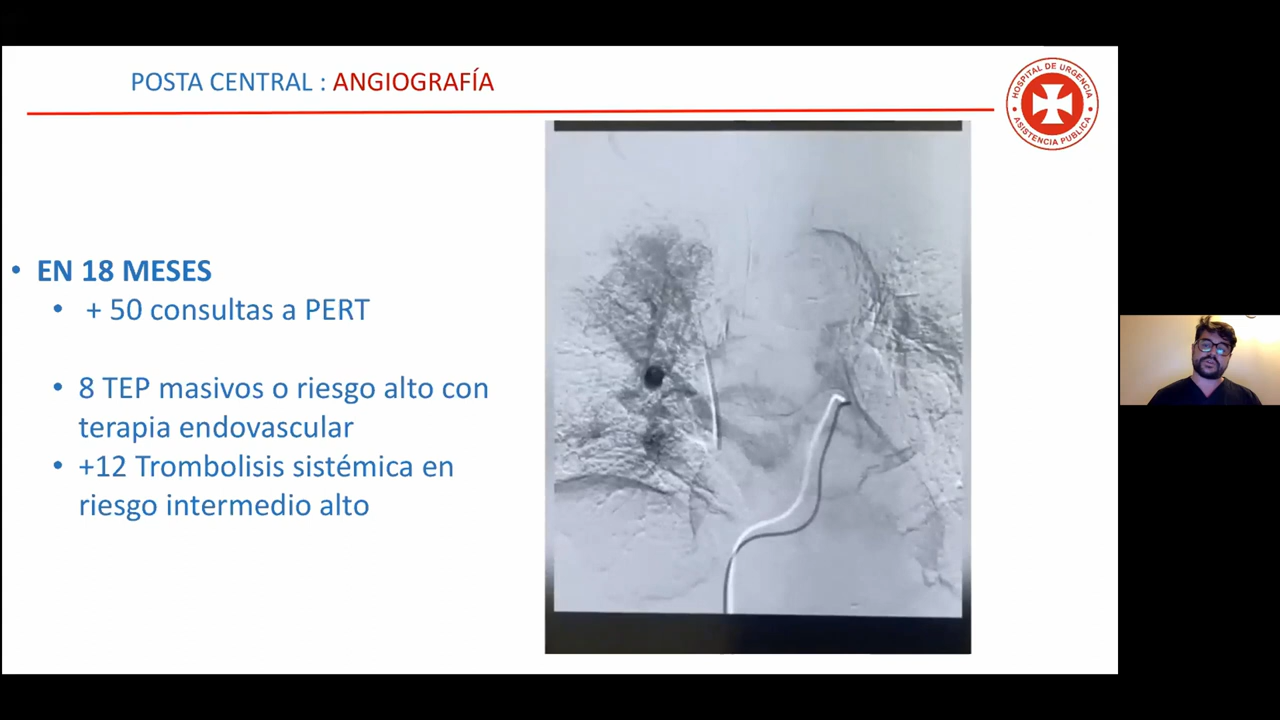 POSTA CENTRAL : ANGIOGRAFÍA
HOSPITAL DE URGENCIA
ASISTENCIA PUBLICA
• EN 18 MESES
• + 50 consultas a PERT
• 8 TEP masivos o riesgo alto con
terapia endovascular
• +12 Trombolisis sistémica en
riesgo intermedio alto